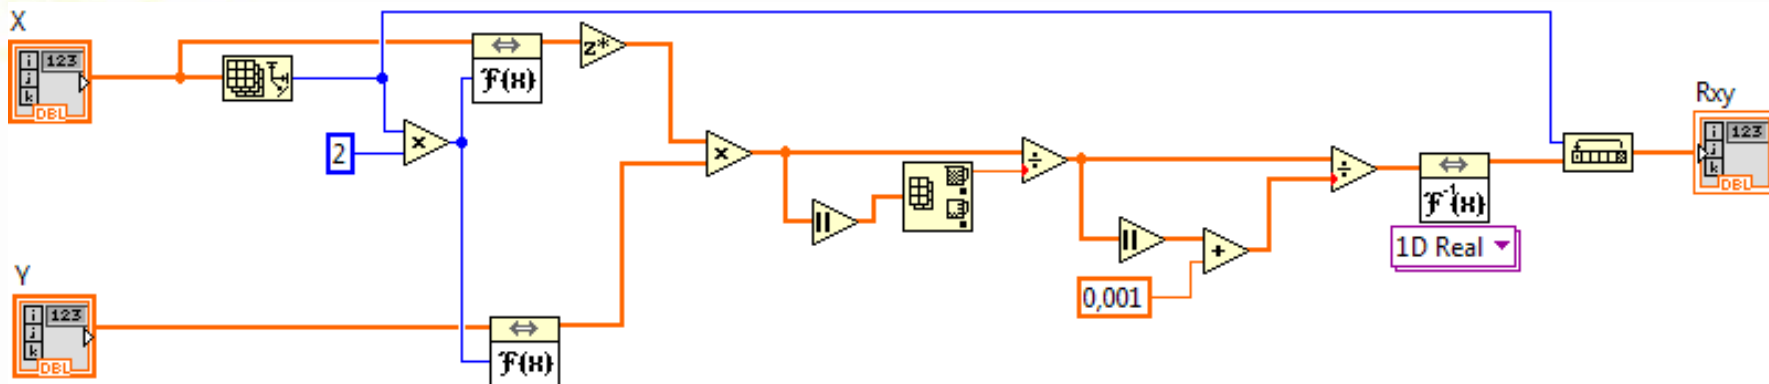 X
i
j
k
123
DBL
2
×
F(x)
z*
×
÷
÷
F⁻¹(x)
1D Real
+
0,001
Rxy
i
j
k
123
DBL
Y
i
j
k
123
DBL
F(x)